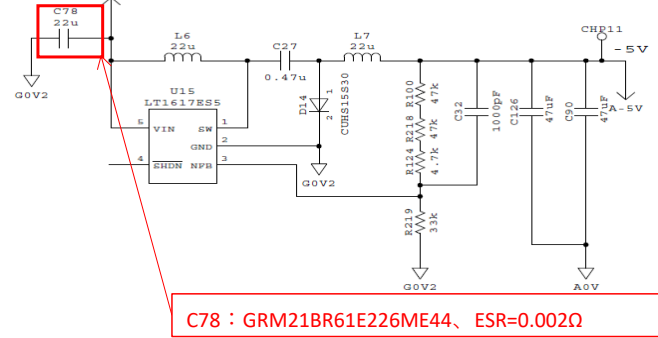 C78
22u
G0V2
L6
22u
C27
0.47u
L7
22u
CHP11
-5V
A-5V
U15
LT1617ES5
5
VIN
SW
1
GND
2
4
SHDN
NFB
3
D14
1
2
CUHS15S30
G0V2
R100
47k
R218
47k
R124
4.7k
R219
33k
G0V2
C32
1000pF
C126
47uF
C90
47uF
A0V
C78：GRM21BR61E226ME44、ESR=0.002Ω